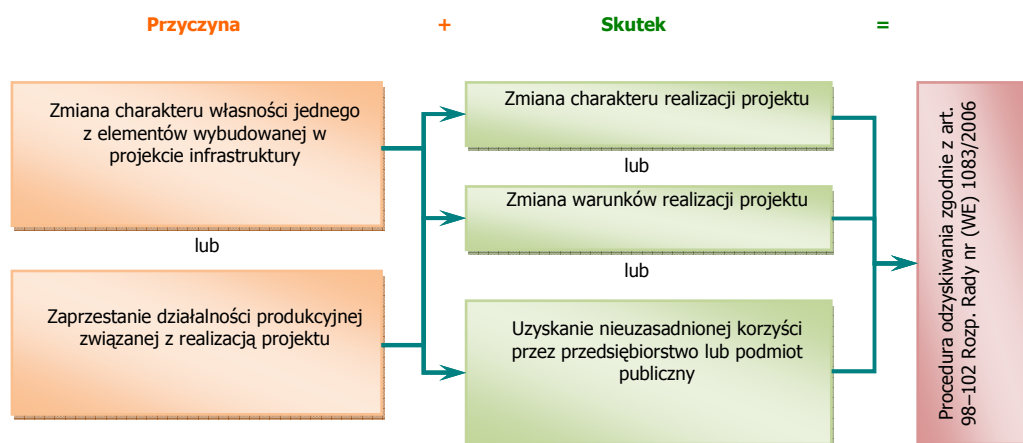 Przyczyna + Skutek =
Zmiana charakteru własności jednego
z elementów wybudowanej w
projekcie infrastruktury
lub
Zaprzestanie działalności produkcyjnej
związanej z realizacją projektu
Zmiana charakteru realizacji projektu
lub
Zmiana warunków realizacji projektu
lub
Uzyskanie nieuzasadnionej korzyści
przez przedsiębiorstwo lub podmiot
publiczny
Procedura odzyskiwania zgodnie z art.
98–102 Rozp. Rady nr (WE) 1083/2006